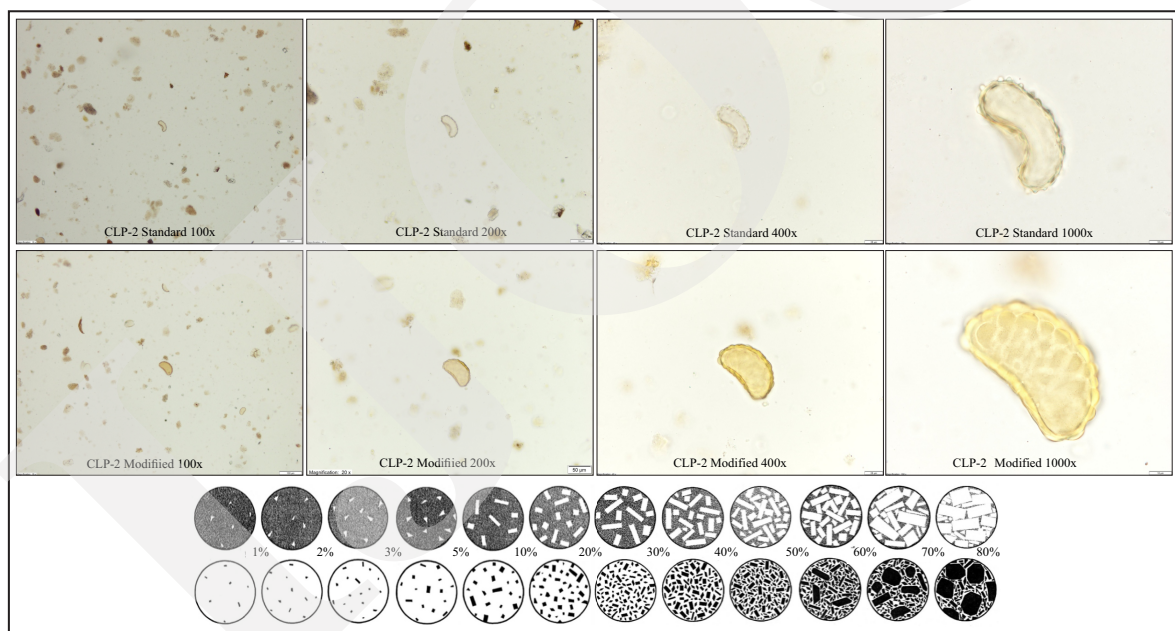 CLP-2 Standard 100x
CLP-2 Standard 200x
CLP-2 Standard 400x
CLP-2 Standard 1000x
CLP-2 Modifiied 100x
CLP-2 Modifiied 200x
Magnification: 20 x
50 µm
CLP-2 Modified 400x
CLP-2 Modified 1000x
1% 2% 3% 5% 10% 20% 30% 40% 50% 60% 70% 80%